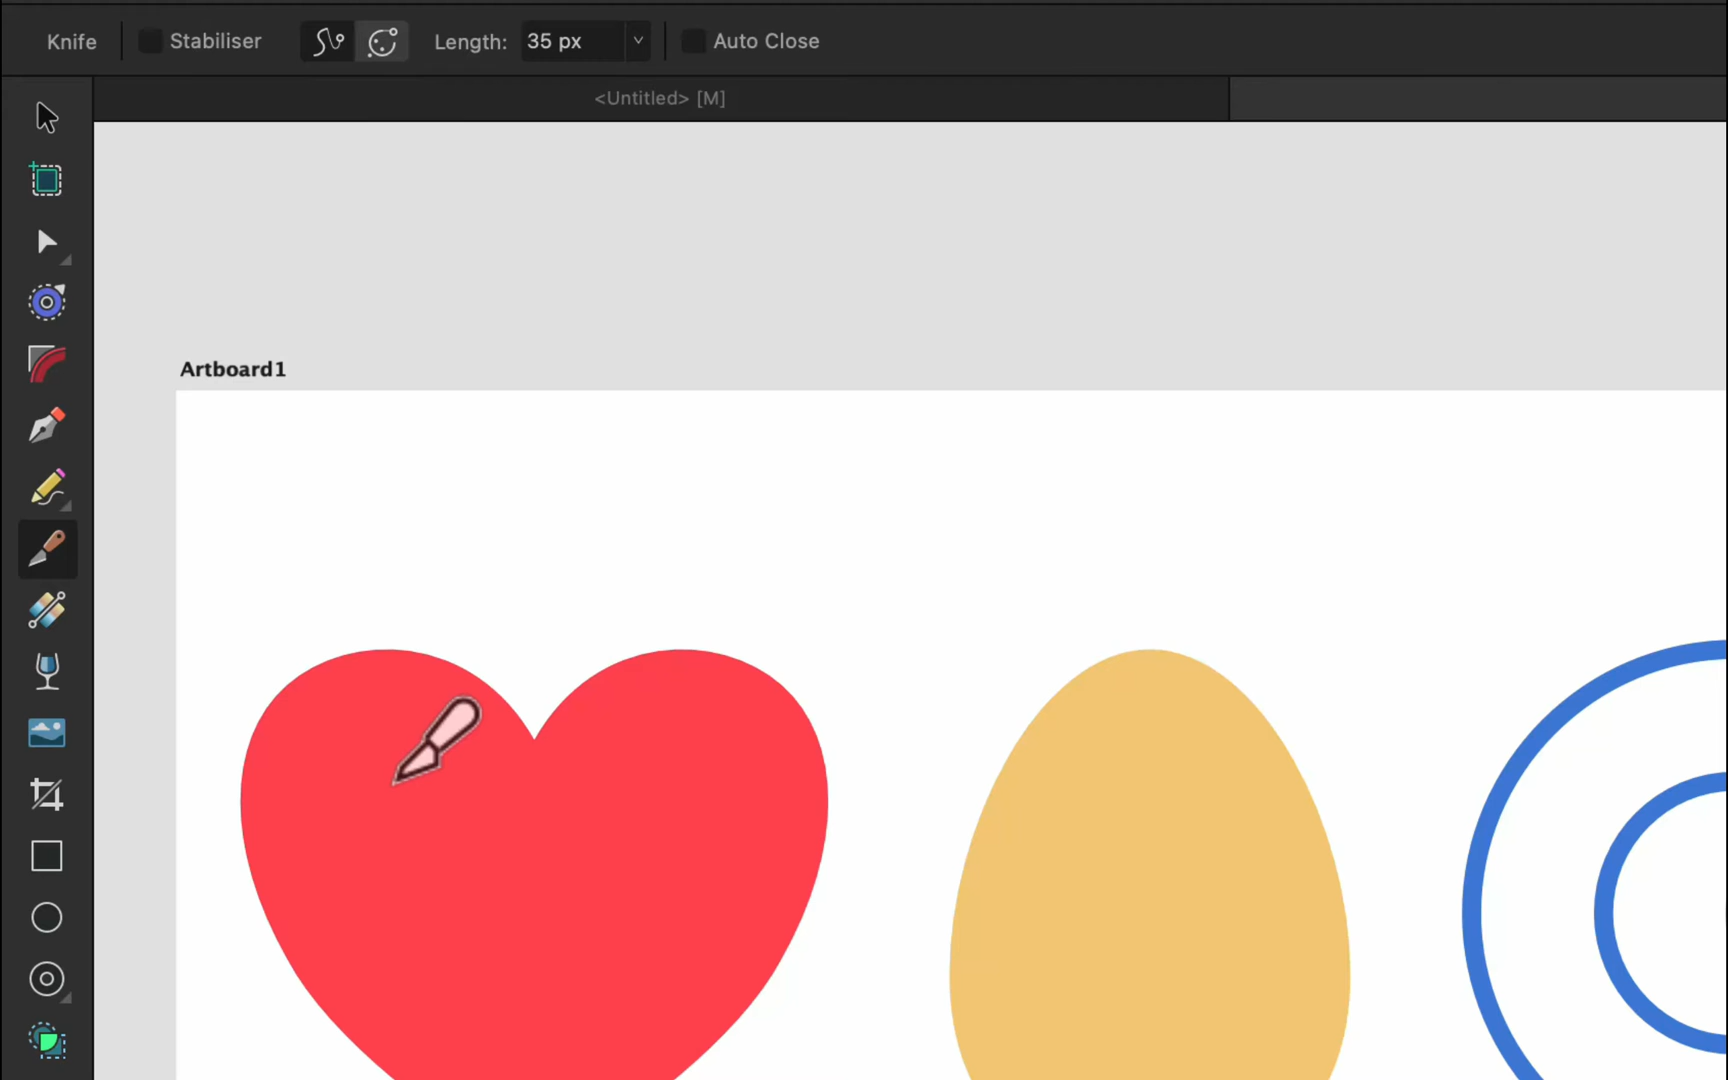 Knife Stabiliser Length: 35 px Auto Close
<Untitled> [M]
Artboard1